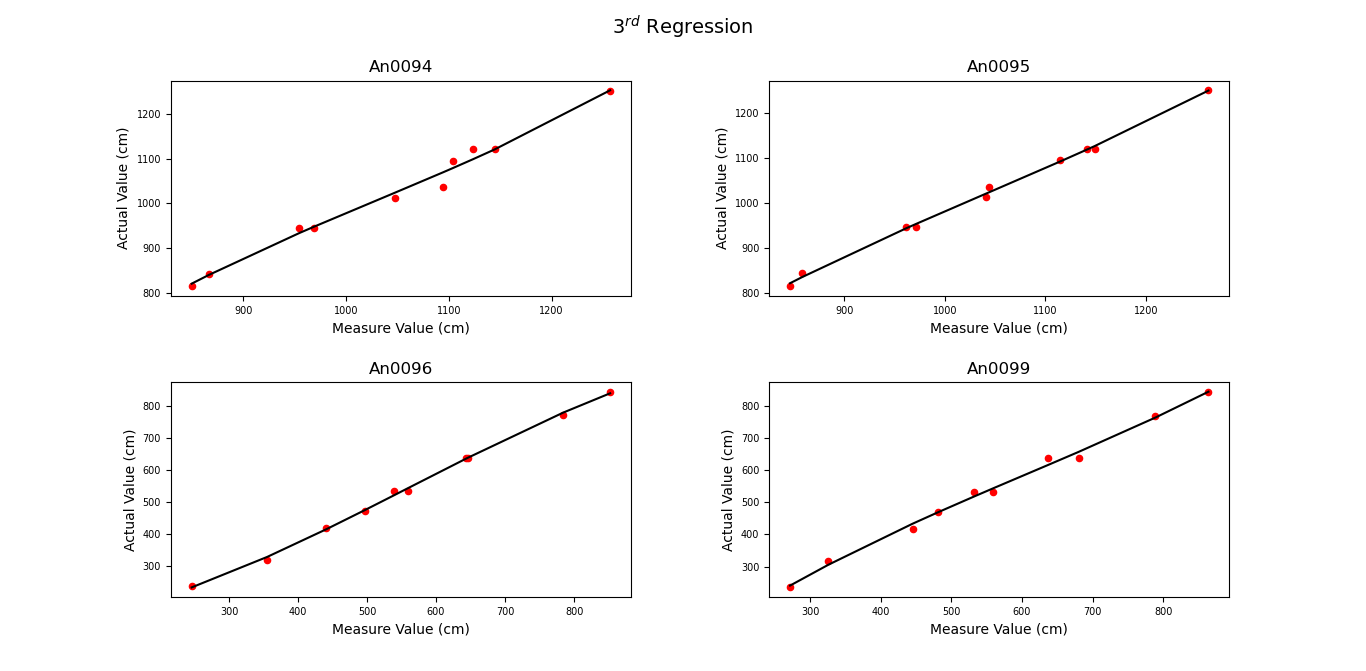 3rd Regression
An0094
Actual Value (cm)
1200
1100
1000
900
800
900 1000 1100 1200
Measure Value (cm)
An0095
Actual Value (cm)
1200
1100
1000
900
800
900 1000 1100 1200
Measure Value (cm)
An0096
Actual Value (cm)
800
700
600
500
400
300
300 400 500 600 700 800
Measure Value (cm)
An0099
Actual Value (cm)
800
700
600
500
400
300
300 400 500 600 700 800
Measure Value (cm)